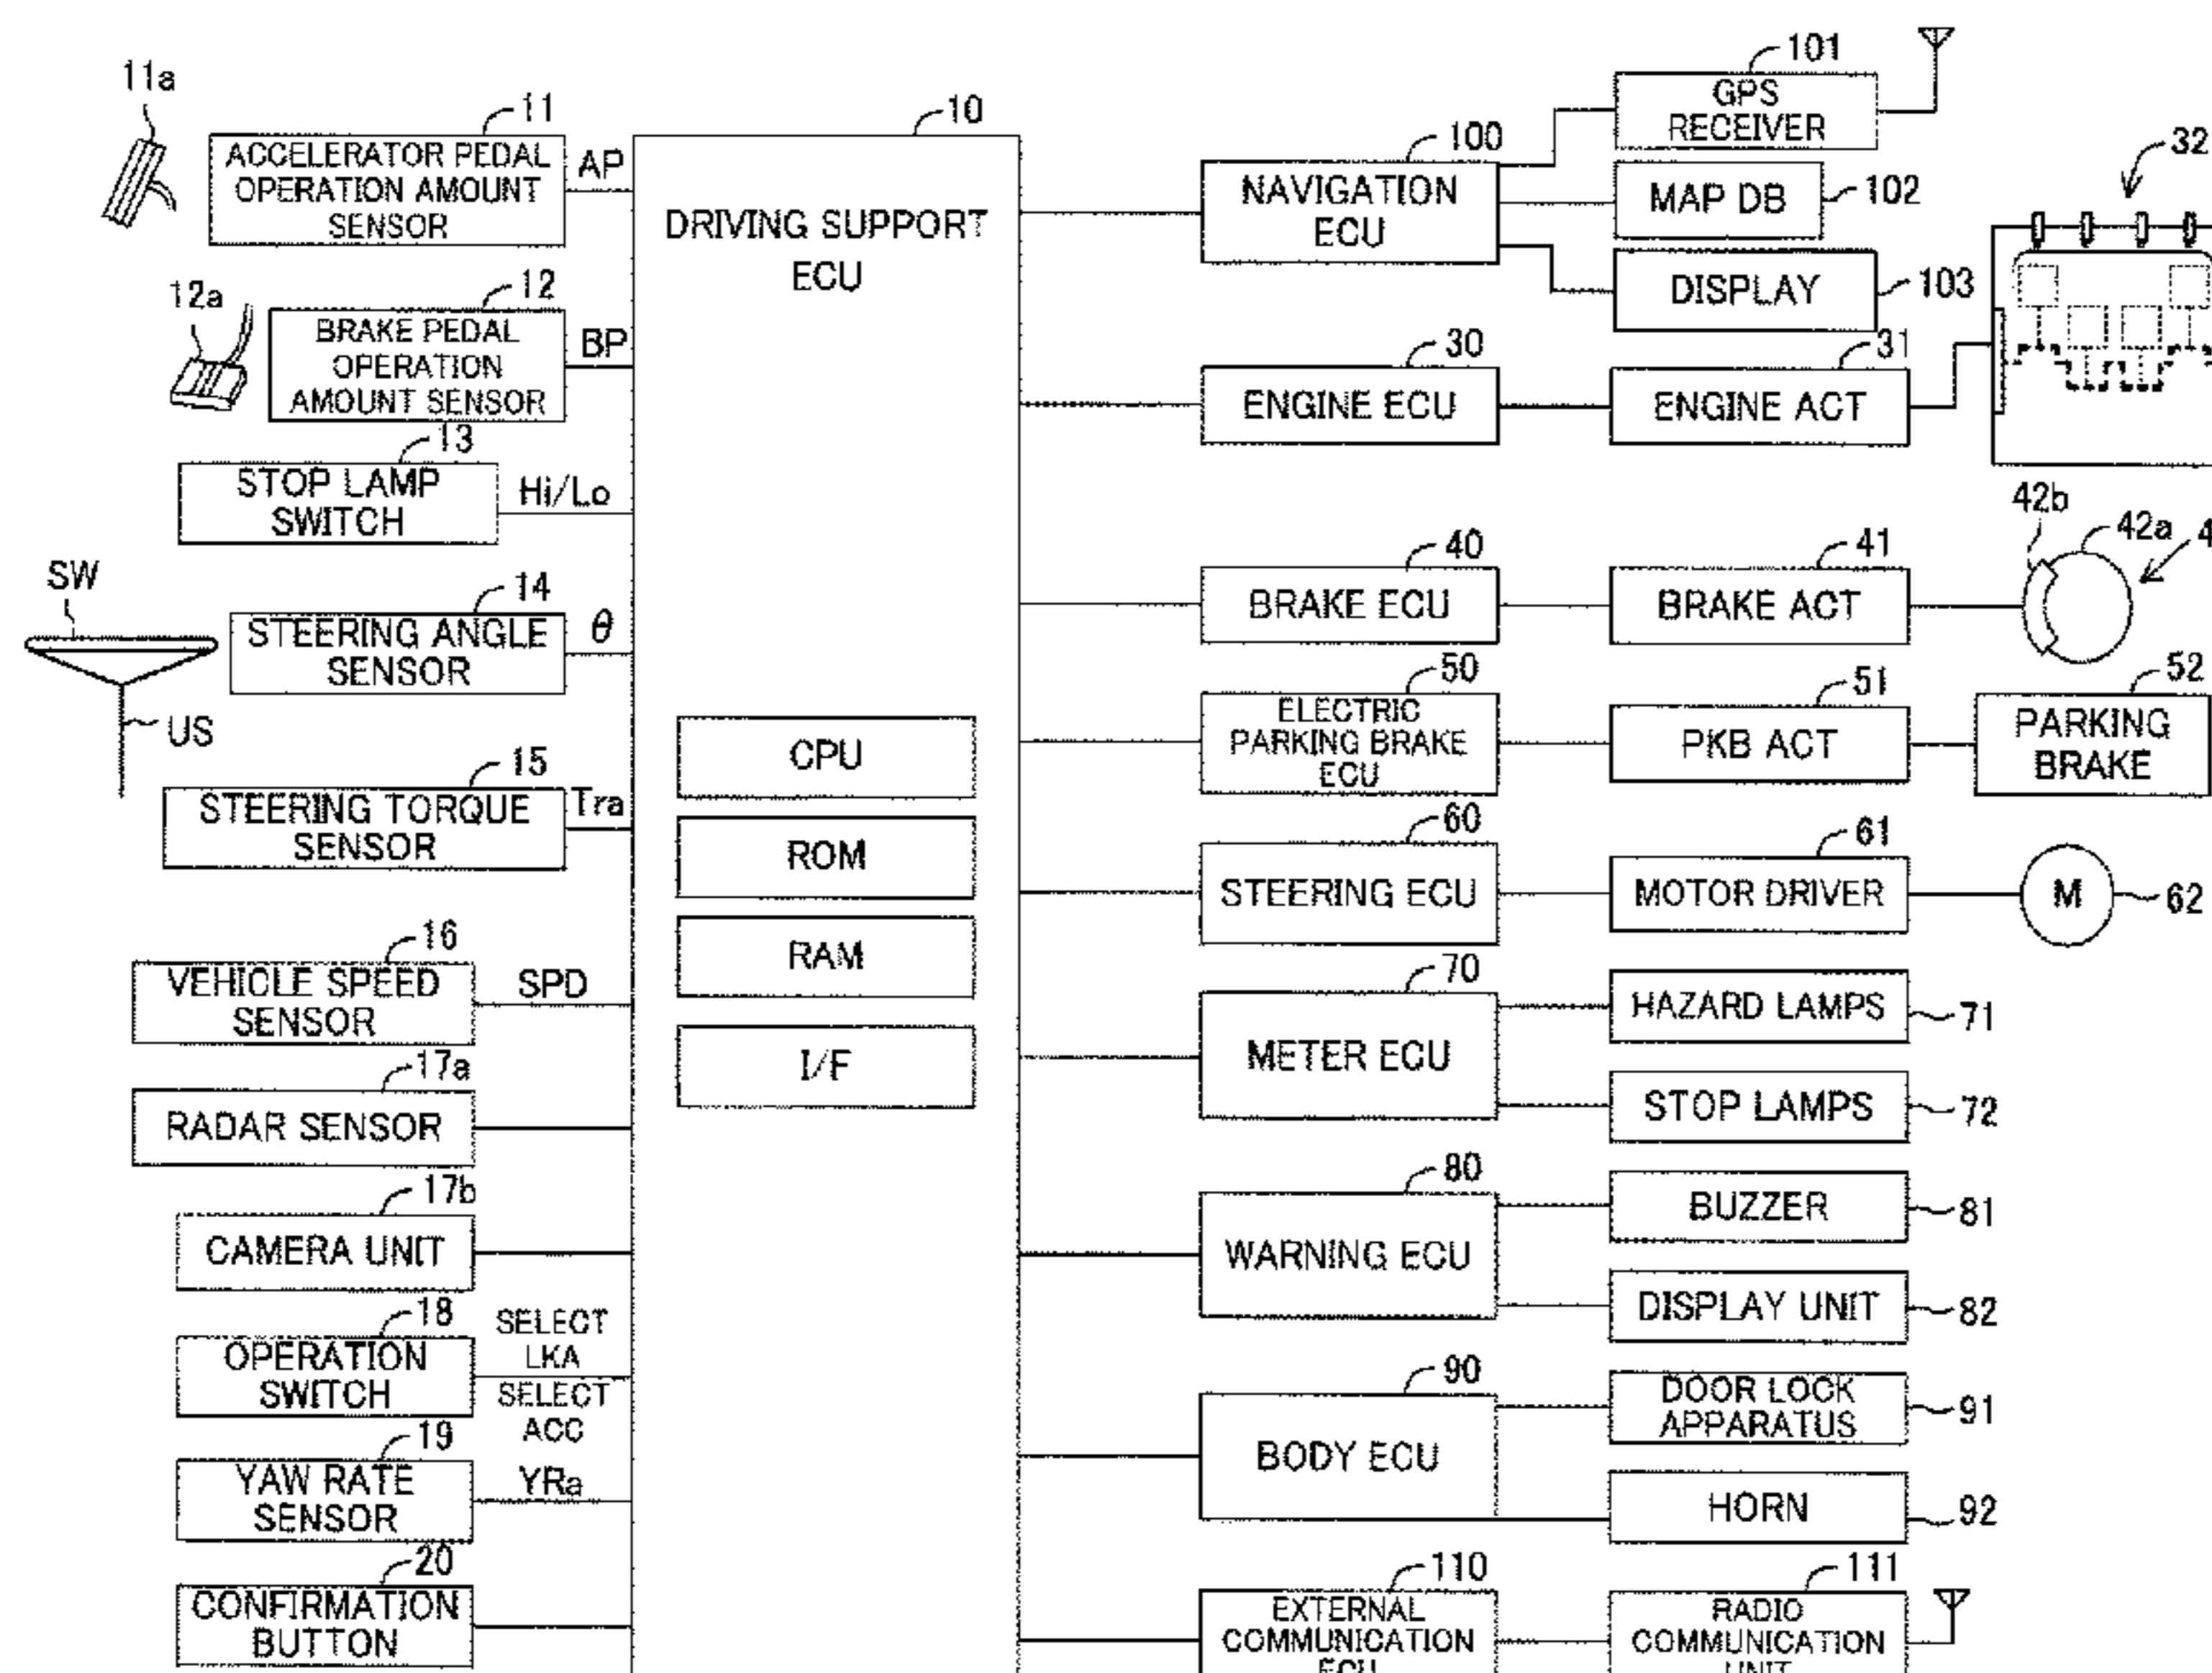 11a
11
ACCELERATOR PEDAL
OPERATION AMOUNT
SENSOR
AP
12a
12
BRAKE PEDAL
OPERATION
AMOUNT SENSOR
BP
13
STOP LAMP
SWITCH
Hi/Lo
SW
14
STEERING ANGLE
SENSOR
θ
US
15
STEERING TORQUE
SENSOR
Tra
16
VEHICLE SPEED
SENSOR
SPD
17a
RADAR SENSOR
17b
CAMERA UNIT
18
OPERATION
SWITCH
SELECT
LKA
SELECT
ACC
19
YAW RATE
SENSOR
YRa
20
CONFIRMATION
BUTTON
10
DRIVING SUPPORT
ECU
CPU
ROM
RAM
I/F
100
NAVIGATION
ECU
101
GPS
RECEIVER
MAP DB
102
DISPLAY
103
30
ENGINE ECU
31
ENGINE ACT
32
40
BRAKE ECU
41
BRAKE ACT
42b
42a
4
50
ELECTRIC
PARKING BRAKE
ECU
51
PKB ACT
52
PARKING
BRAKE
60
STEERING ECU
61
MOTOR DRIVER
M
62
70
METER ECU
HAZARD LAMPS
71
STOP LAMPS
72
80
WARNING ECU
BUZZER
81
DISPLAY UNIT
82
90
BODY ECU
DOOR LOCK
APPARATUS
91
HORN
92
110
EXTERNAL
COMMUNICATION
ECU
111
RADIO
COMMUNICATION
UNIT